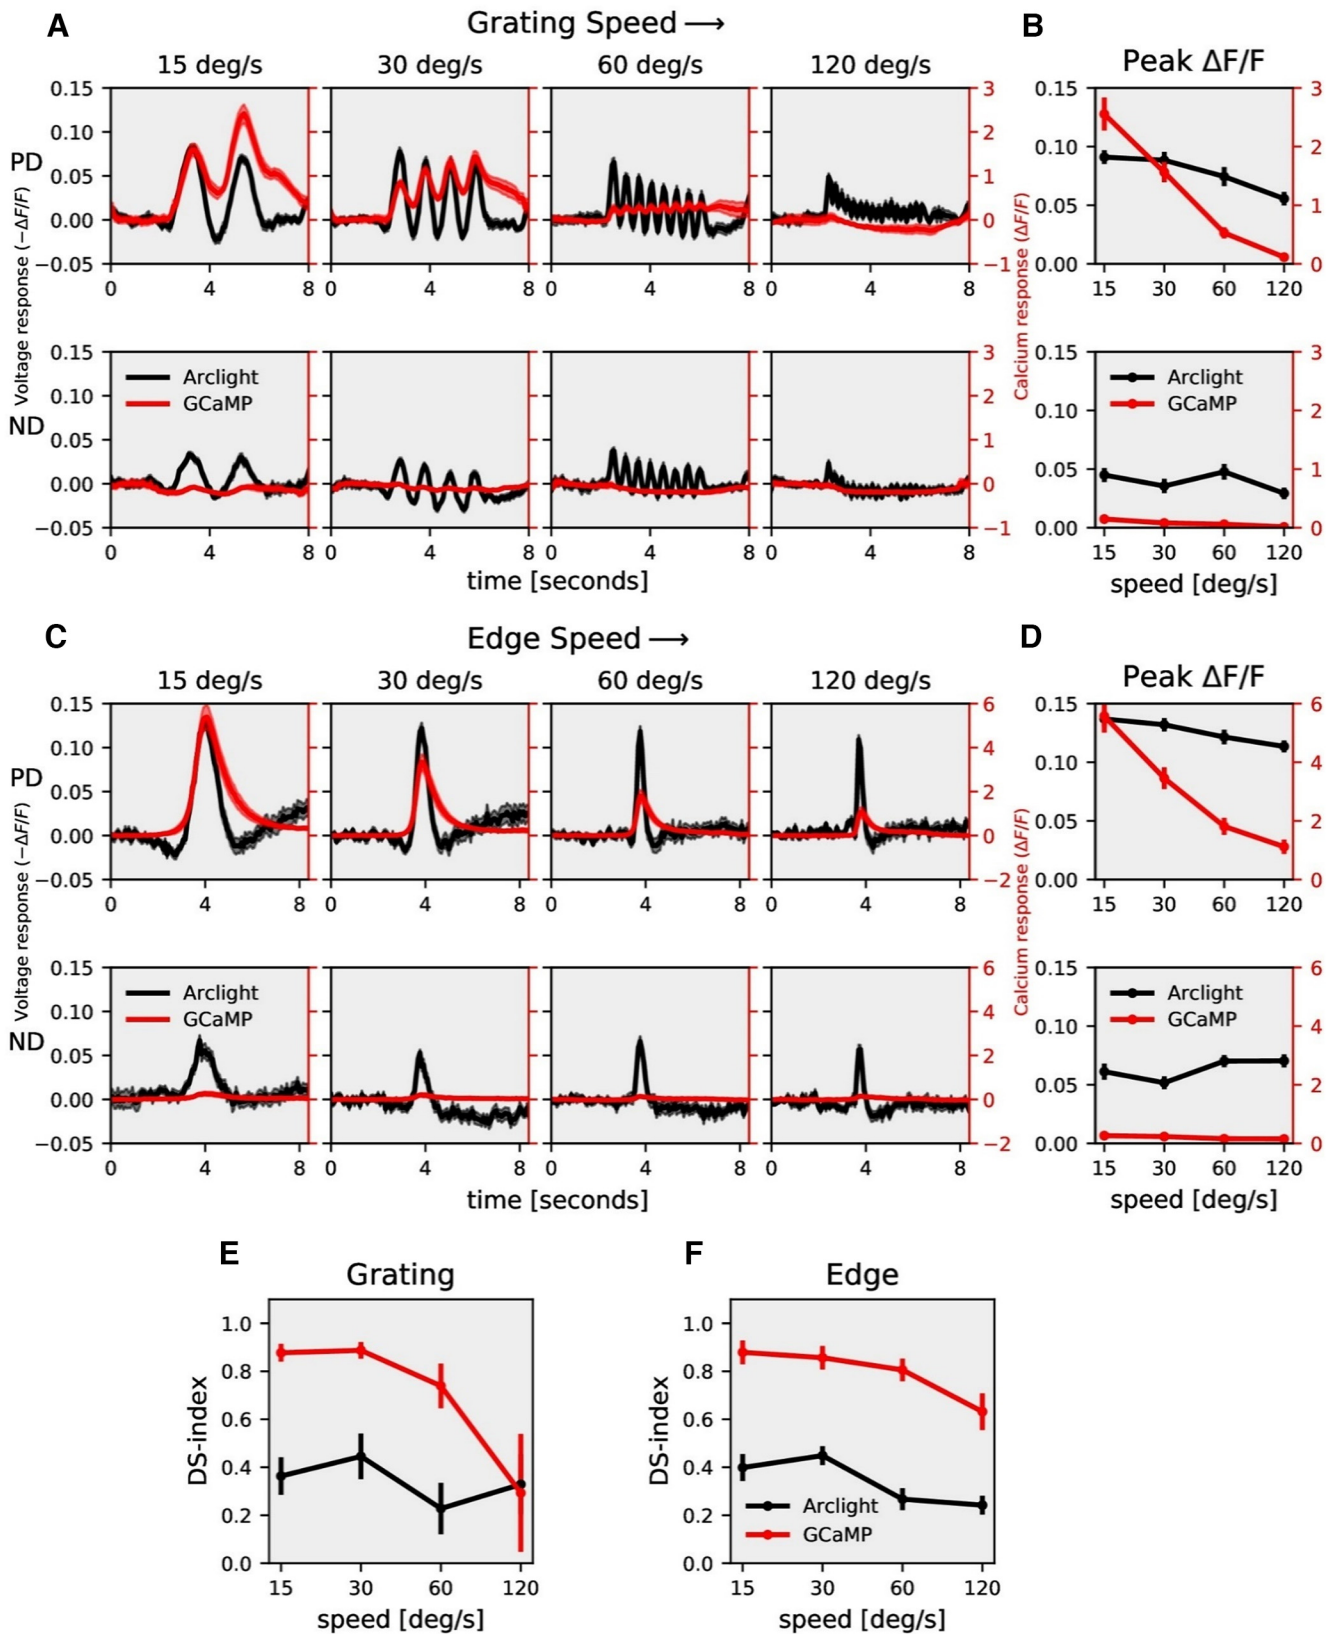 A
Grating Speed →
B
15 deg/s 30 deg/s 60 deg/s 120 deg/s Peak ΔF/F
PD
Voltage response (−ΔF/F)
0.15
0.10
0.05
0.00
−0.05
3
2
1
0
−1
0 4 8 0 4 8 0 4 8 0 4 8
Calcium response (ΔF/F)
0.15
0.10
0.05
0.00
3
2
1
0
15 30 60 120
ND
0.15
0.10
0.05
0.00
−0.05
Arclight
GCaMP
3
2
1
0
−1
0 4 8 0 4 8 0 4 8 0 4 8
time [seconds]
0.15
0.10
0.05
0.00
Arclight
GCaMP
3
2
1
0
15 30 60 120
speed [deg/s]
C
Edge Speed →
D
15 deg/s 30 deg/s 60 deg/s 120 deg/s Peak ΔF/F
PD
Voltage response (−ΔF/F)
0.15
0.10
0.05
0.00
−0.05
6
4
2
0
−2
0 4 8 0 4 8 0 4 8 0 4 8
Calcium response (ΔF/F)
0.15
0.10
0.05
0.00
6
4
2
0
15 30 60 120
ND
0.15
0.10
0.05
0.00
−0.05
Arclight
GCaMP
6
4
2
0
−2
0 4 8 0 4 8 0 4 8 0 4 8
time [seconds]
0.15
0.10
0.05
0.00
Arclight
GCaMP
6
4
2
0
15 30 60 120
speed [deg/s]
E
Grating
DS-index
1.0
0.8
0.6
0.4
0.2
0.0
15 30 60 120
speed [deg/s]
F
Edge
DS-index
1.0
0.8
0.6
0.4
0.2
0.0
Arclight
GCaMP
15 30 60 120
speed [deg/s]